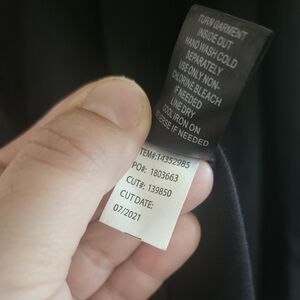 TURN GARMENT
INSIDE OUT
HAND WASH COLD
SEPARATELY
USE ONLY NON-
CHLORINE BLEACH
IF NEEDED
LINE DRY
COOL IRON ON
REVERSE IF NEEDED
ITEM#: 14352985
PO#: 1803663
CUT#: 139850
CUT DATE:
07/2021